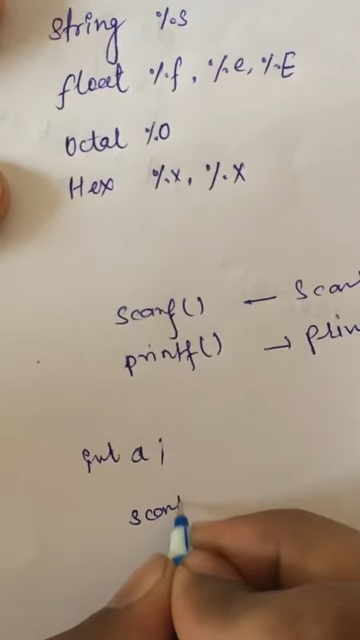 string %s
float %f, %e, %E
Octal %O
Hex %x, %X
scanf() ← Scan
printf() → Prin
int a;
scan